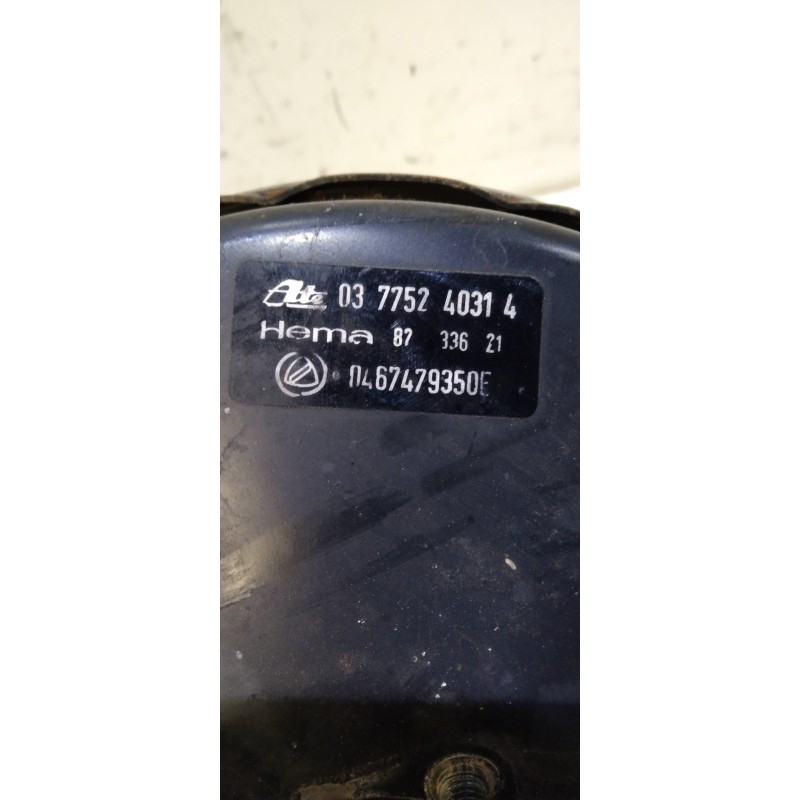 Ate 03 7752 4031 4
Hema 87 336 21
0467479350E